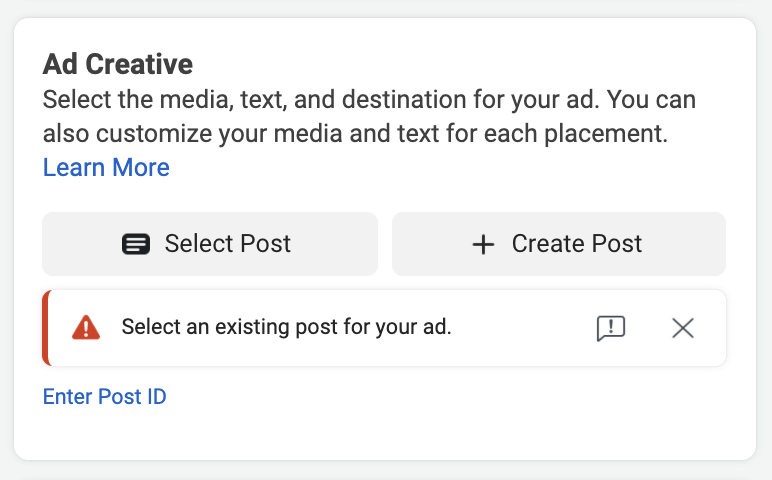 Ad Creative
Select the media, text, and destination for your ad. You can
also customize your media and text for each placement.
Learn More
Select Post
Create Post
Select an existing post for your ad.
Enter Post ID